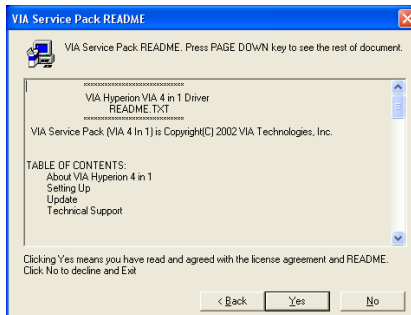 VIA Service Pack README
VIA Service Pack README. Press PAGE DOWN key to see the rest of document.
****************************
VIA Hyperion VIA 4 in 1 Driver
README.TXT
****************************
VIA Service Pack (VIA 4 In 1) is Copyright(C) 2002 VIA Technologies, Inc.
TABLE OF CONTENTS:
About VIA Hyperion 4 in 1
Setting Up
Update
Technical Support
Clicking Yes means you have read and agreed with the license agreement and README.
Click No to decline and Exit
< Back
Yes
No